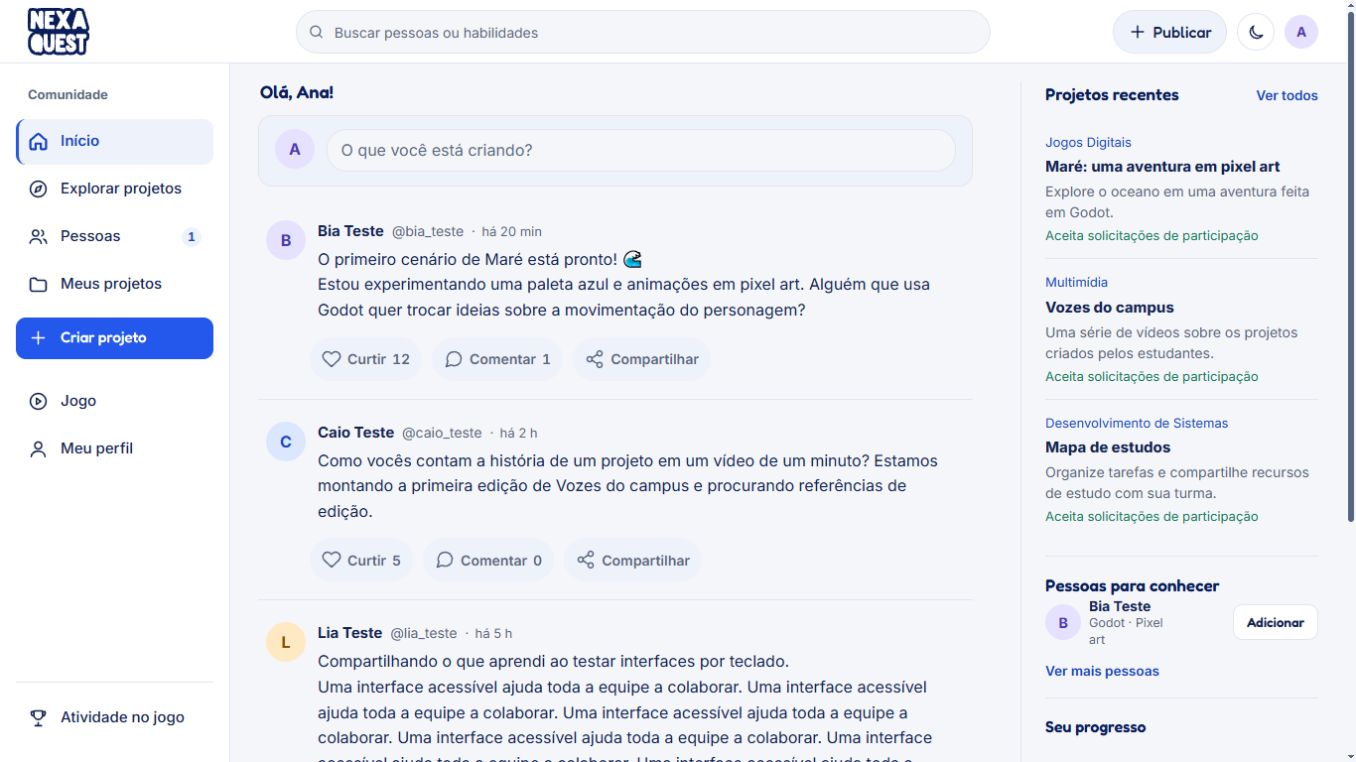 NEXA
QUEST
Buscar pessoas ou habilidades
Publicar
A
Comunidade
Início
Explorar projetos
Pessoas 1
Meus projetos
Criar projeto
Jogo
Meu perfil
Atividade no jogo
Olá, Ana!
A
O que você está criando?
B
Bia Teste @bia_teste · há 20 min
O primeiro cenário de Maré está pronto! 🌊
Estou experimentando uma paleta azul e animações em pixel art. Alguém que usa
Godot quer trocar ideias sobre a movimentação do personagem?
Curtir 12 Comentar 1 Compartilhar
C
Caio Teste @caio_teste · há 2 h
Como vocês contam a história de um projeto em um vídeo de um minuto? Estamos
montando a primeira edição de Vozes do campus e procurando referências de
edição.
Curtir 5 Comentar 0 Compartilhar
L
Lia Teste @lia_teste · há 5 h
Compartilhando o que aprendi ao testar interfaces por teclado.
Uma interface acessível ajuda toda a equipe a colaborar. Uma interface acessível
ajuda toda a equipe a colaborar. Uma interface acessível ajuda toda a equipe a
colaborar. Uma interface acessível ajuda toda a equipe a colaborar. Uma interface
Projetos recentes Ver todos
Jogos Digitais
Maré: uma aventura em pixel art
Explore o oceano em uma aventura feita
em Godot.
Aceita solicitações de participação
Multimídia
Vozes do campus
Uma série de vídeos sobre os projetos
criados pelos estudantes.
Aceita solicitações de participação
Desenvolvimento de Sistemas
Mapa de estudos
Organize tarefas e compartilhe recursos
de estudo com sua turma.
Aceita solicitações de participação
Pessoas para conhecer
B
Bia Teste
Godot · Pixel
art
Adicionar
Ver mais pessoas
Seu progresso